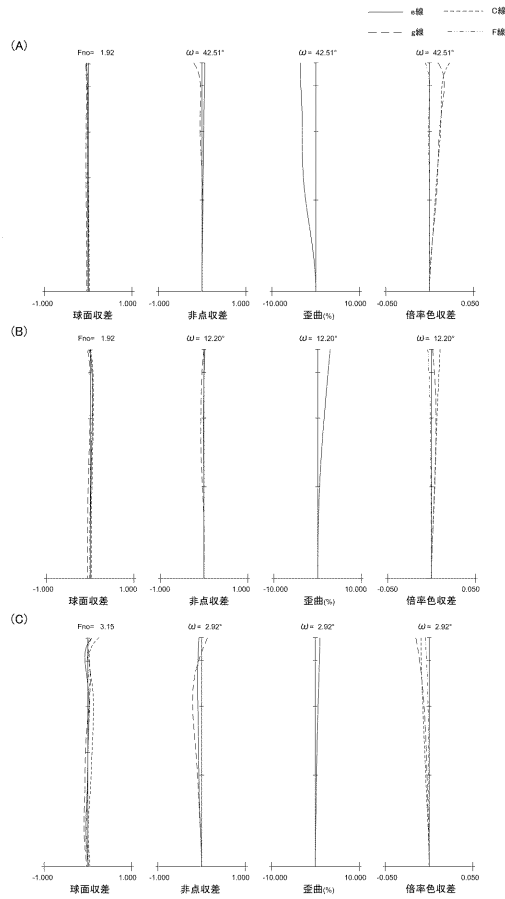 e線 C線
g線 F線
(A)
Fno= 1.92 ω= 42.51° ω= 42.51° ω= 42.51°
-1.000 1.000 -1.000 1.000 -10.000 10.000 -0.050 0.050
球面収差 非点収差 歪曲(%) 倍率色収差
(B)
Fno= 1.92 ω= 12.20° ω= 12.20° ω= 12.20°
-1.000 1.000 -1.000 1.000 -10.000 10.000 -0.050 0.050
球面収差 非点収差 歪曲(%) 倍率色収差
(C)
Fno= 3.15 ω= 2.92° ω= 2.92° ω= 2.92°
-1.000 1.000 -1.000 1.000 -10.000 10.000 -0.050 0.050
球面収差 非点収差 歪曲(%) 倍率色収差